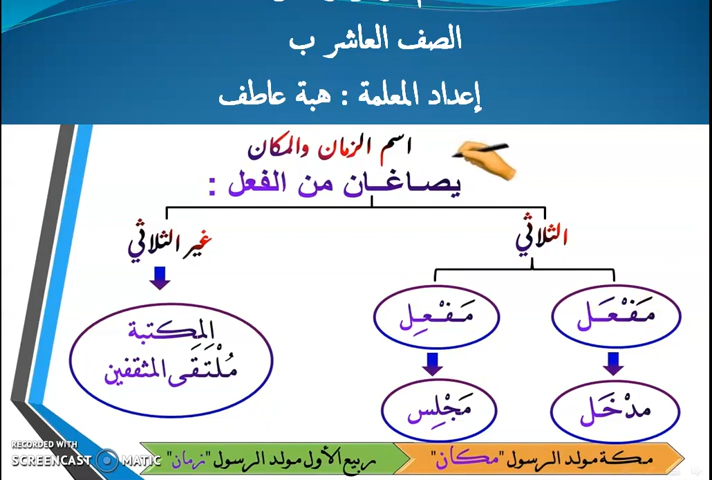 الصف العاشر ب
إعداد المعلمة : هبة عاطف
اسم الزمان والمكان
يصاغان من الفعل :
الثلاثي
غير الثلاثي
مَفْعَل
مَفْعِل
المكتبة
مُلْتَقَى المثقفين
مدْخَل
مَجْلِس
مكة مولد الرسول "مكان"
ربيع الأول مولد الرسول "زمان"
RECORDED WITH
SCREENCAST MATIC